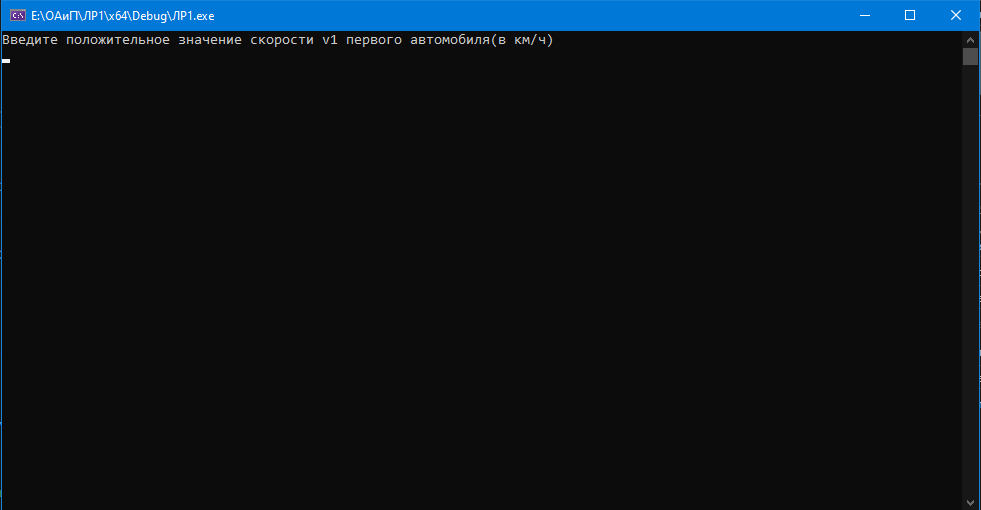 E:\ОАиП\ЛР1\x64\Debug\ЛР1.exe
Введите положительное значение скорости v1 первого автомобиля(в км/ч)